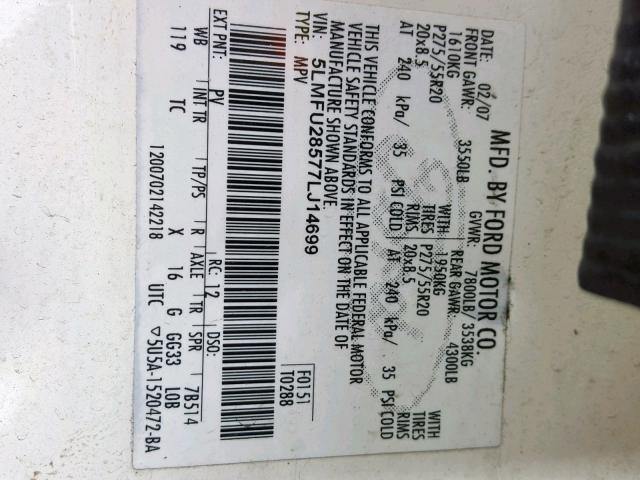 MFD. BY FORD MOTOR CO.
DATE: 02/07 GVWR: 7800LB/ 3538KG
FRONT GAWR: 3550LB REAR GAWR: 4300LB
1610KG WITH 1950KG WITH
P275/55R20 TIRES P275/55R20 TIRES
20x8.5 RIMS 20x8.5 RIMS
AT 240 kPa/ 35 PSI COLD AT 240 kPa/ 35 PSI COLD
THIS VEHICLE CONFORMS TO ALL APPLICABLE FEDERAL MOTOR
VEHICLE SAFETY STANDARDS IN EFFECT ON THE DATE OF
MANUFACTURE SHOWN ABOVE.
VIN: 5LMFU28577LJ14699 F0151
TYPE: MPV T0288
EXT PNT: PV RC: 12 DSO:
WB INT TR TP/PS R AXLE TR SPR
119 TC X 16 G GG33 7B514
1200702142218 UTC ▽5U5A-1520472-BA
LOB